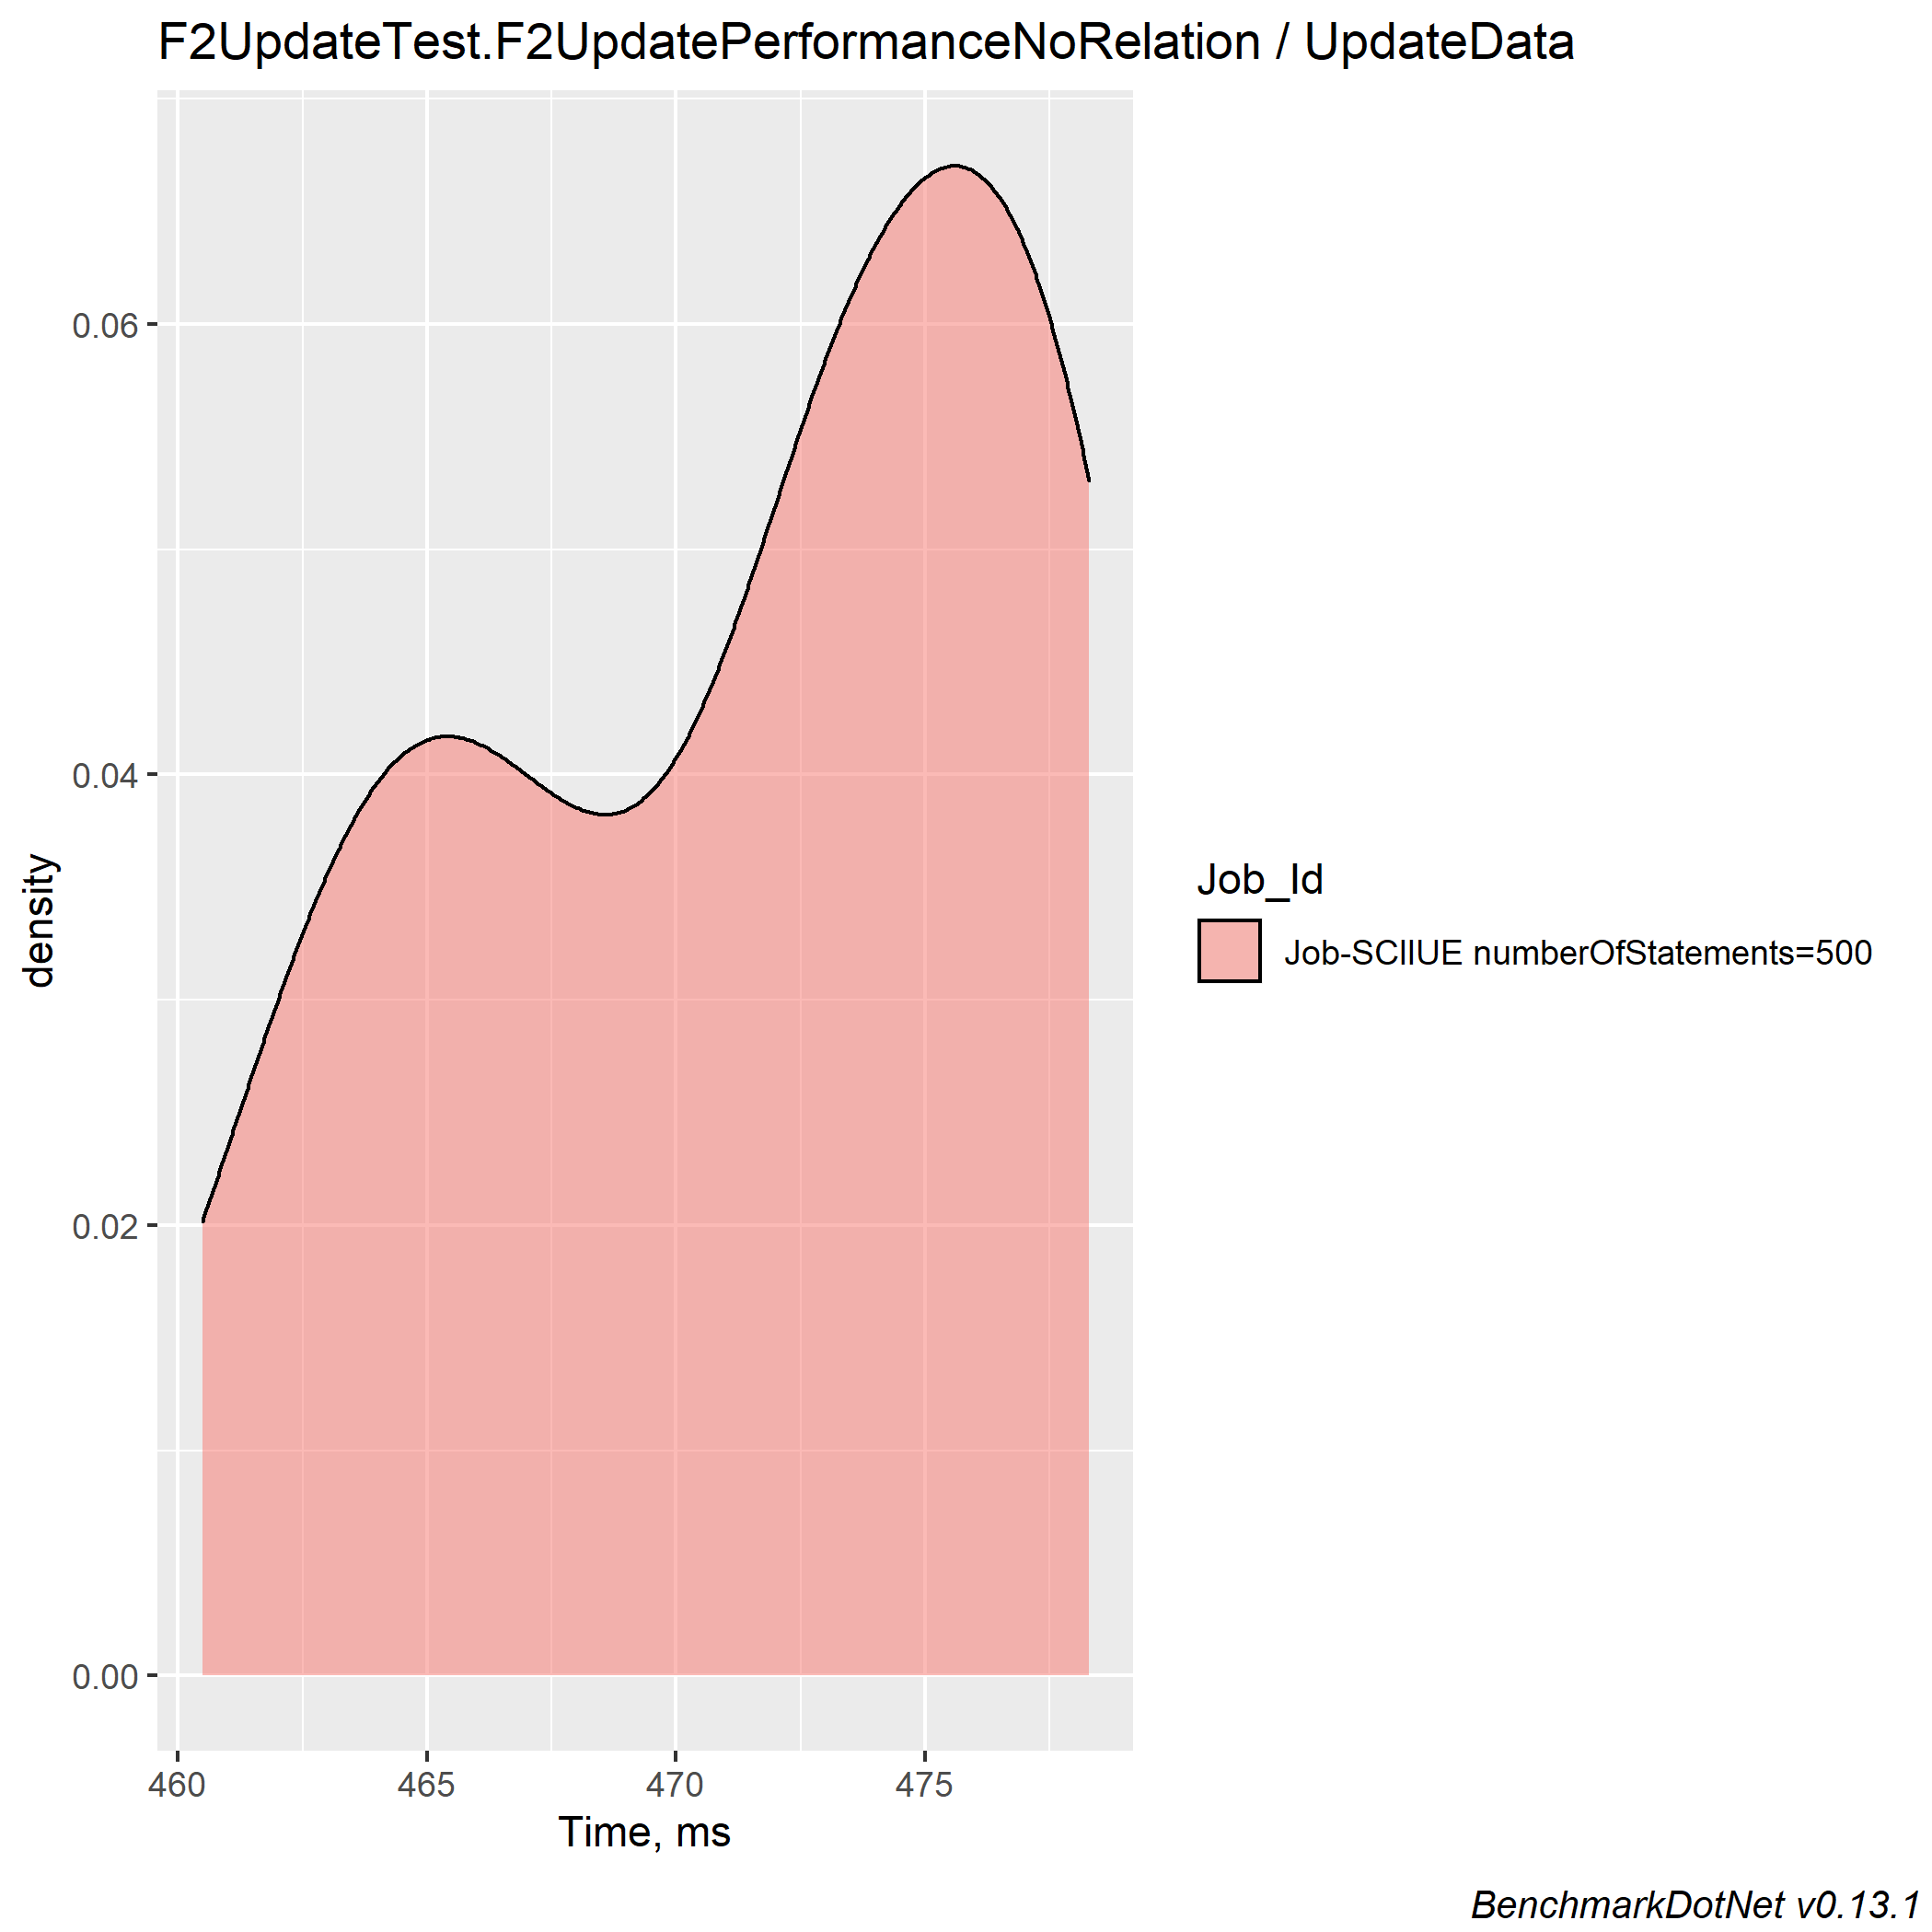 F2UpdateTest.F2UpdatePerformanceNoRelation / UpdateData
0.06
0.04
0.02
0.00
density
460
465
470
475
Time, ms
Job_Id
Job-SCIIUE numberOfStatements=500
BenchmarkDotNet v0.13.1